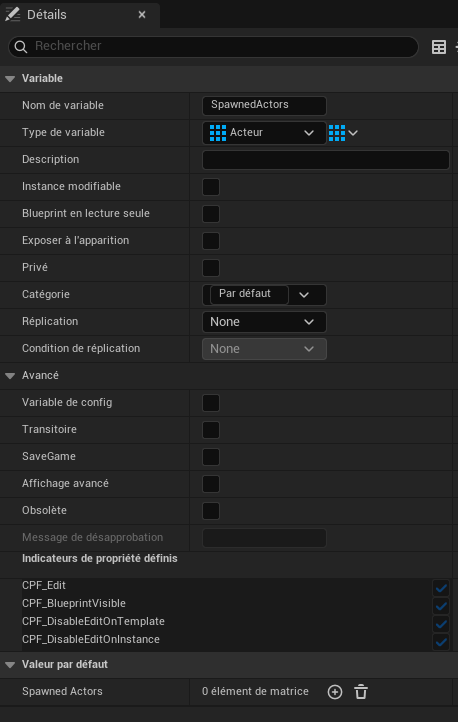 Détails
Rechercher
Variable
Nom de variable SpawnedActors
Type de variable Acteur
Description
Instance modifiable
Blueprint en lecture seule
Exposer à l'apparition
Privé
Catégorie Par défaut
Réplication None
Condition de réplication None
Avancé
Variable de config
Transitoire
SaveGame
Affichage avancé
Obsolète
Message de désapprobation
Indicateurs de propriété définis
CPF_Edit
CPF_BlueprintVisible
CPF_DisableEditOnTemplate
CPF_DisableEditOnInstance
Valeur par défaut
Spawned Actors 0 élément de matrice